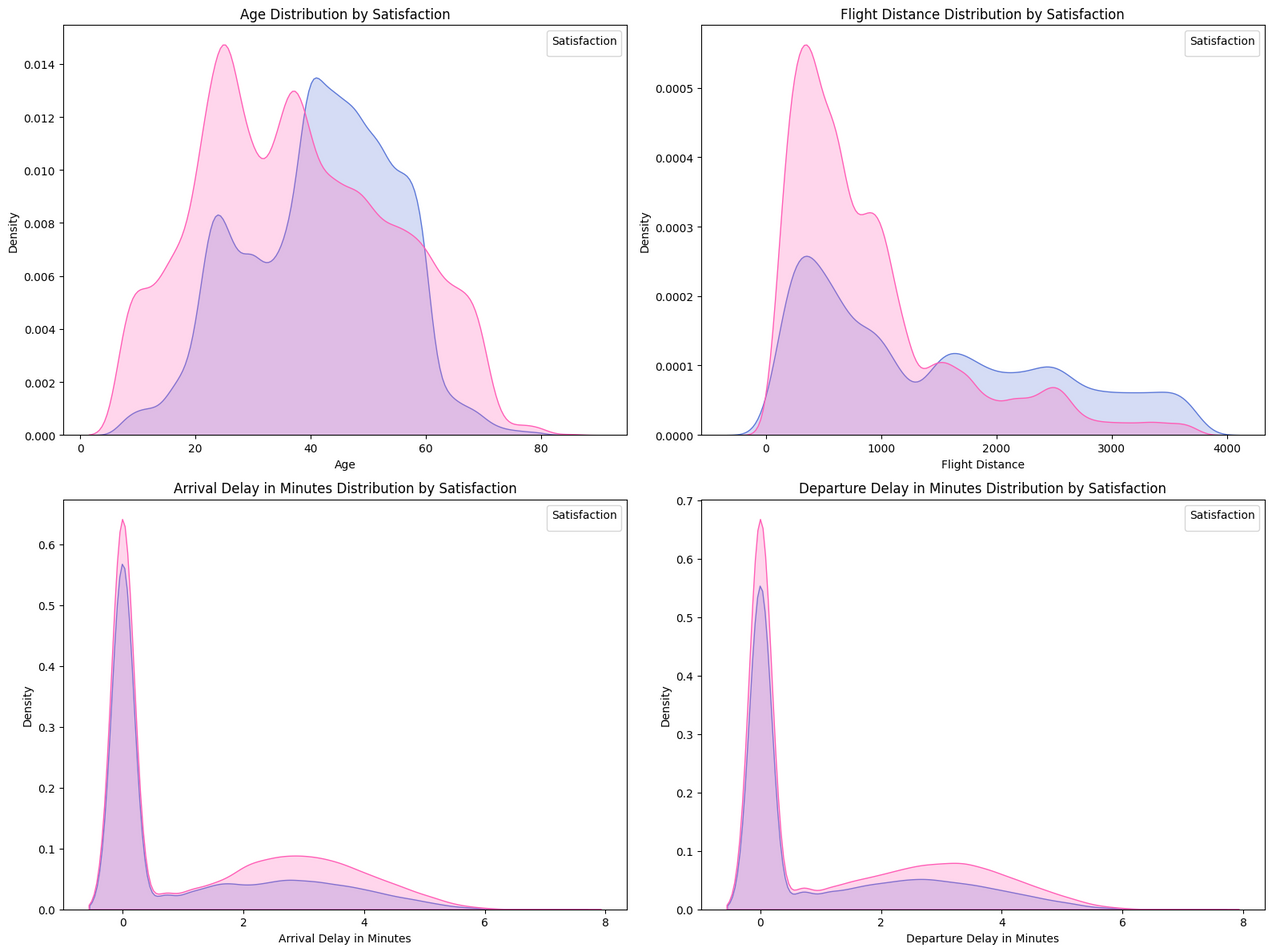 Age Distribution by Satisfaction
Satisfaction
0.014
0.012
0.010
0.008
0.006
0.004
0.002
0.000
Density
0 20 40 60 80
Age
Flight Distance Distribution by Satisfaction
Satisfaction
0.0005
0.0004
0.0003
0.0002
0.0001
0.0000
Density
0 1000 2000 3000 4000
Flight Distance
Arrival Delay in Minutes Distribution by Satisfaction
Satisfaction
0.6
0.5
0.4
0.3
0.2
0.1
0.0
Density
0 2 4 6 8
Arrival Delay in Minutes
Departure Delay in Minutes Distribution by Satisfaction
Satisfaction
0.7
0.6
0.5
0.4
0.3
0.2
0.1
0.0
Density
0 2 4 6 8
Departure Delay in Minutes